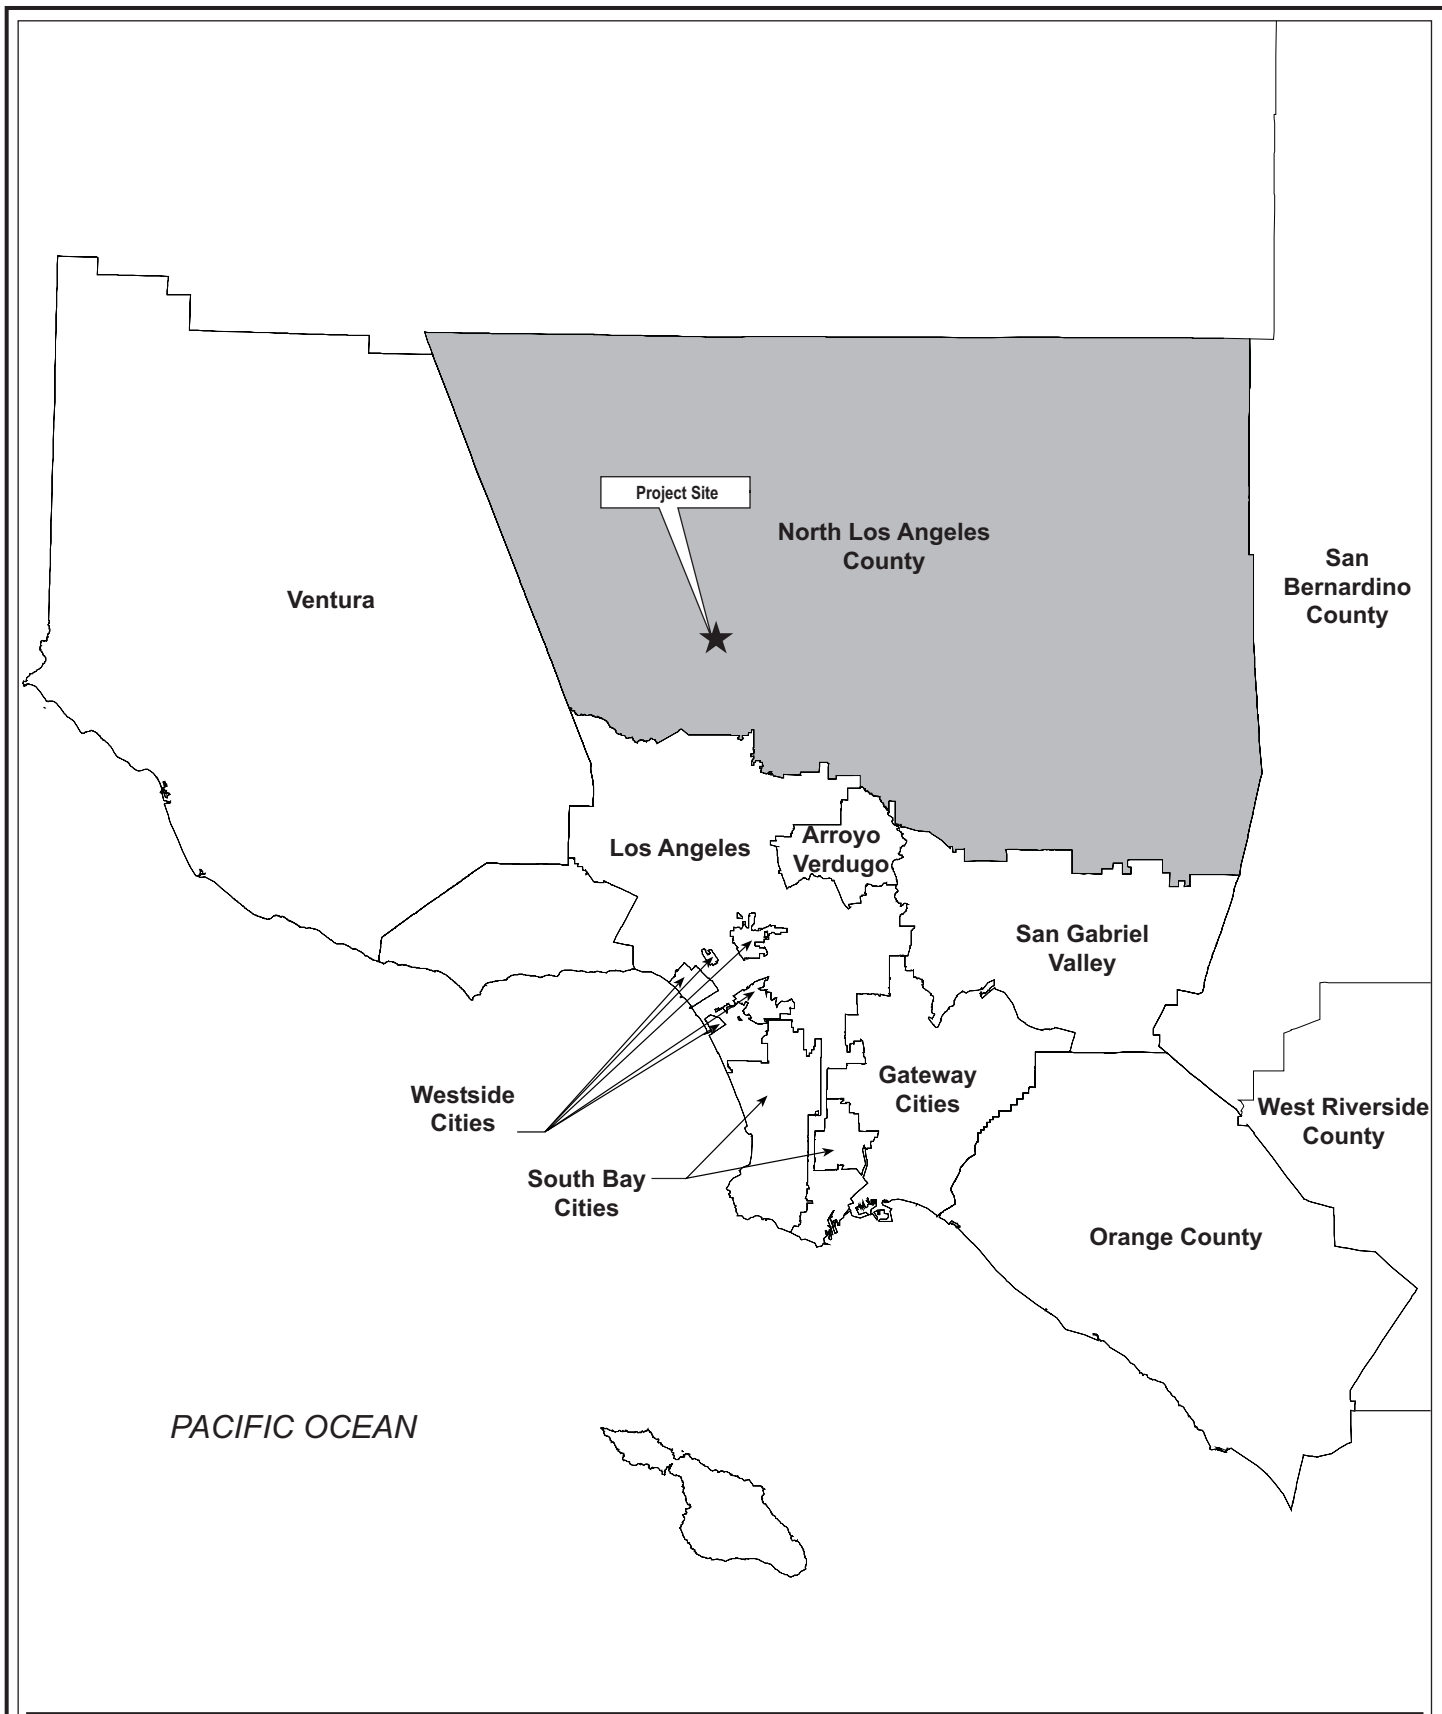 Project Site
North Los Angeles
County
San
Bernardino
County
Ventura
Arroyo
Verdugo
Los Angeles
San Gabriel
Valley
Gateway
Cities
Westside
Cities
West Riverside
County
South Bay
Cities
Orange County
PACIFIC OCEAN